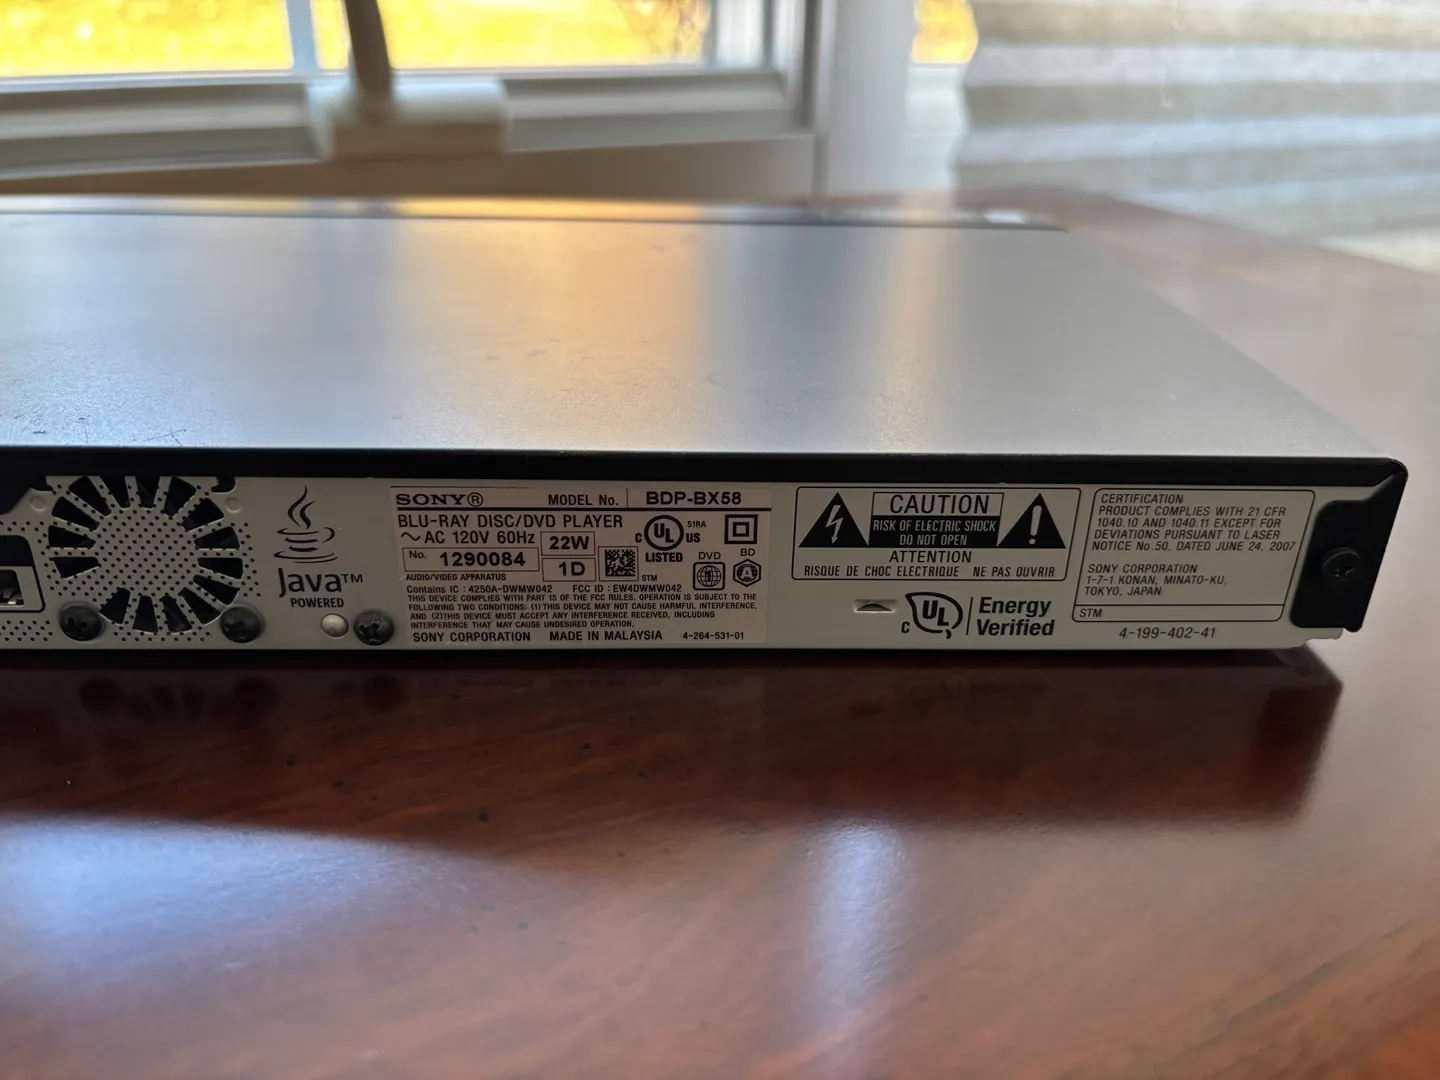 Java™
POWERED
SONY® MODEL No. BDP-BX58
BLU-RAY DISC/DVD PLAYER
～AC 120V 60Hz 22W
No. 1290084 1D
C UL US 51RA
LISTED
STM
DVD
BD
AUDIO/VIDEO APPARATUS
Contains IC : 4250A-DWMW042 FCC ID : EW4DWMW042
THIS DEVICE COMPLIES WITH PART 15 OF THE FCC RULES. OPERATION IS SUBJECT TO THE
FOLLOWING TWO CONDITIONS: (1) THIS DEVICE MAY NOT CAUSE HARMFUL INTERFERENCE,
AND (2)THIS DEVICE MUST ACCEPT ANY INTERFERENCE RECEIVED, INCLUDING
INTERFERENCE THAT MAY CAUSE UNDESIRED OPERATION.
SONY CORPORATION MADE IN MALAYSIA 4-264-531-01
CAUTION
RISK OF ELECTRIC SHOCK
DO NOT OPEN
ATTENTION
RISQUE DE CHOC ELECTRIQUE NE PAS OUVRIR
C UL Energy
Verified
CERTIFICATION
PRODUCT COMPLIES WITH 21 CFR
1040.10 AND 1040.11 EXCEPT FOR
DEVIATIONS PURSUANT TO LASER
NOTICE No.50, DATED JUNE 24, 2007
SONY CORPORATION
1-7-1 KONAN, MINATO-KU,
TOKYO, JAPAN
STM
4-199-402-41